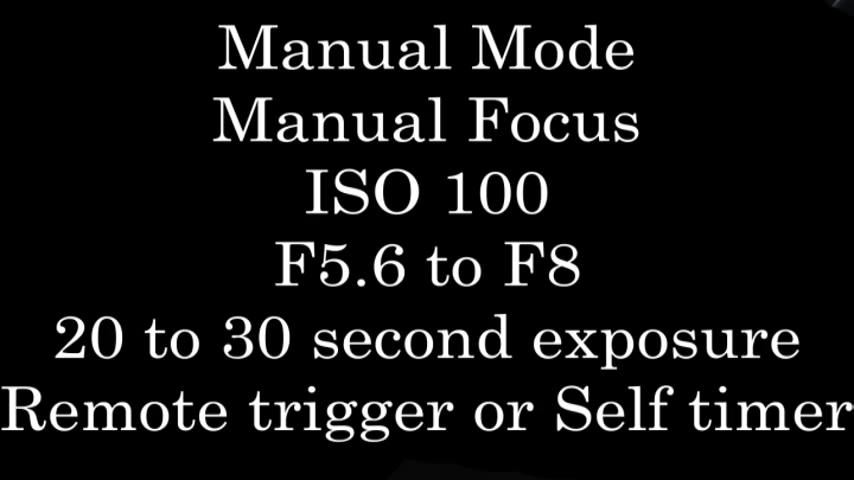 Manual Mode
Manual Focus
ISO 100
F5.6 to F8
20 to 30 second exposure
Remote trigger or Self timer